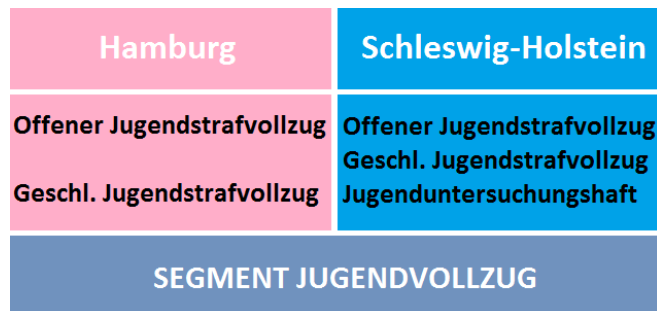 Hamburg
Schleswig-Holstein
Offener Jugendstrafvollzug
Geschl. Jugendstrafvollzug
Offener Jugendstrafvollzug
Geschl. Jugendstrafvollzug
Jugenduntersuchungshaft
SEGMENT JUGENDVOLLZUG